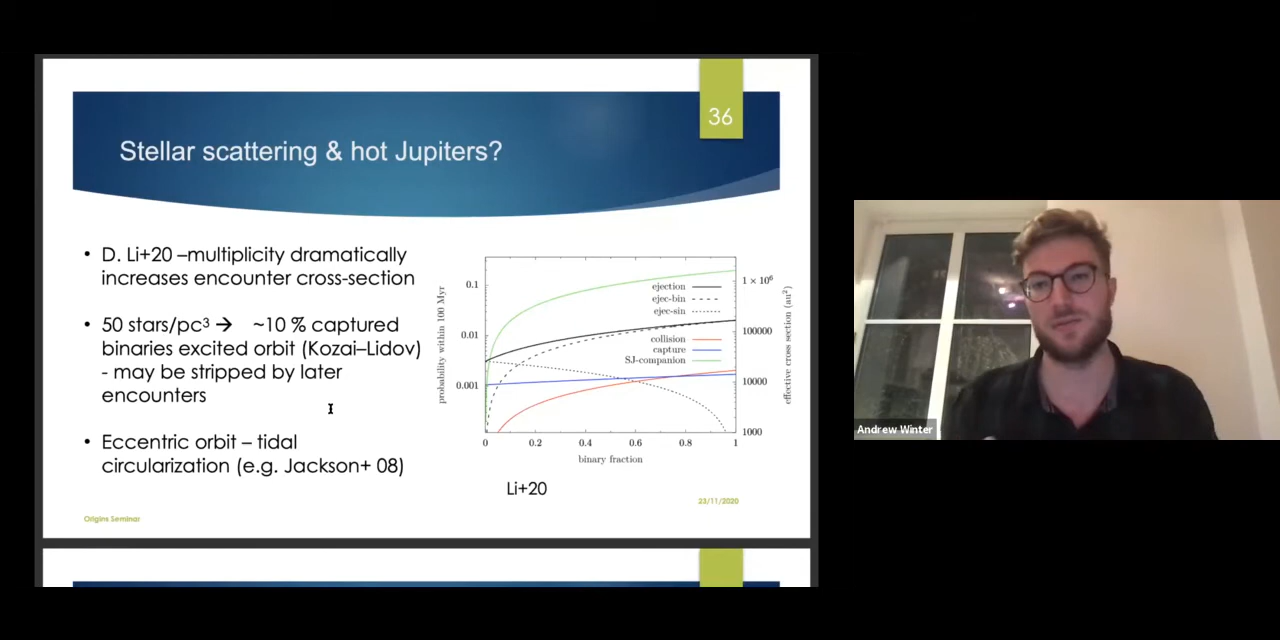 36
Stellar scattering & hot Jupiters?
• D. Li+20 –multiplicity dramatically
increases encounter cross-section
• 50 stars/pc³ → ~10 % captured
binaries excited orbit (Kozai–Lidov)
- may be stripped by later
encounters
• Eccentric orbit – tidal
circularization (e.g. Jackson+ 08)
probability within 100 Myr
0.1
0.01
0.001
ejection
ejec-bin
ejec-sin
collision
capture
SJ-companion
1 × 10⁶
100000
10000
1000
effective cross section (au²)
0 0.2 0.4 0.6 0.8 1
binary fraction
Li+20
23/11/2020
Origins Seminar
Andrew Winter